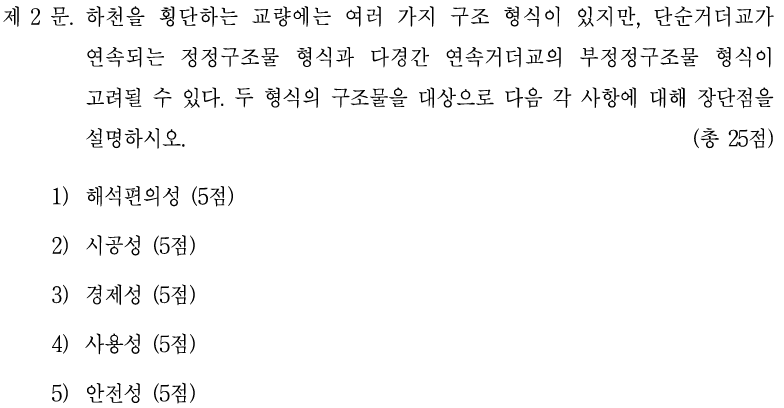 제 2 문. 하천을 횡단하는 교량에는 여러 가지 구조 형식이 있지만, 단순거더교가
연속되는 정정구조물 형식과 다경간 연속거더교의 부정정구조물 형식이
고려될 수 있다. 두 형식의 구조물을 대상으로 다음 각 사항에 대해 장단점을
설명하시오. (총 25점)
1) 해석편의성 (5점)
2) 시공성 (5점)
3) 경제성 (5점)
4) 사용성 (5점)
5) 안전성 (5점)